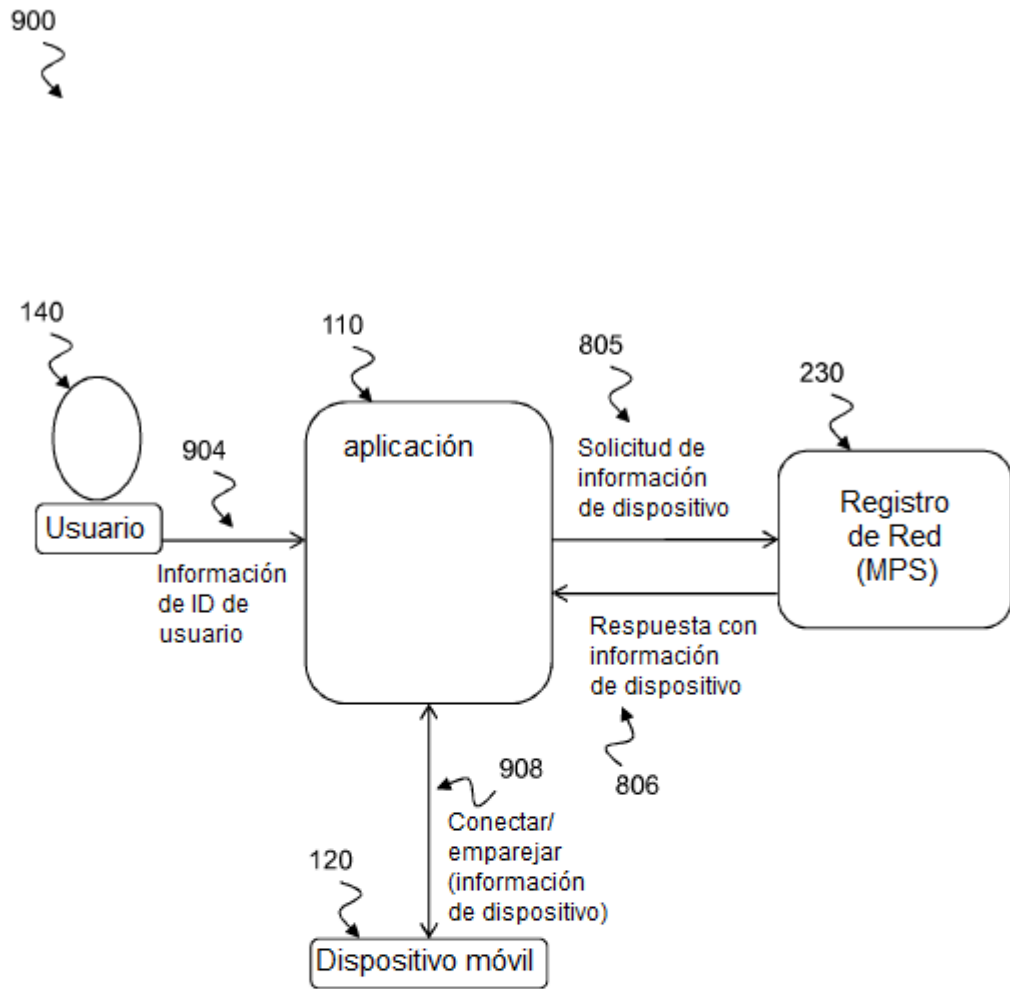 900
140
110
805
230
904
aplicación
Solicitud de
información
de dispositivo
Registro
de Red
(MPS)
Usuario
Información
de ID de
usuario
Respuesta con
información
de dispositivo
908
806
Conectar/
emparejar
(información
de dispositivo)
120
Dispositivo móvil